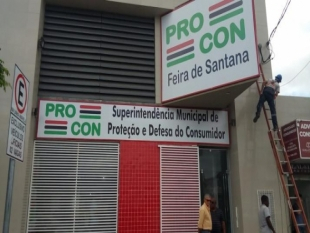 PRO
CON
Feira de Santana
PRO
CON
Superintendência Municipal de
Proteção e Defesa do Consumidor
E